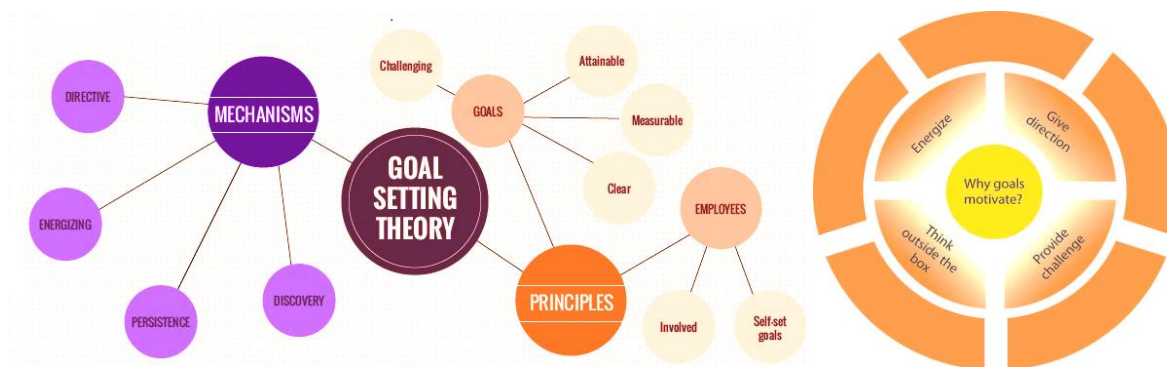 MECHANISMS
DIRECTIVE
ENERGIZING
PERSISTENCE
DISCOVERY
GOAL
SETTING
THEORY
GOALS
Challenging
Attainable
Measurable
Clear
PRINCIPLES
EMPLOYEES
Involved
Self-set
goals
Why goals
motivate?
Energize
Give
direction
Think
outside the
box
Provide
challenge